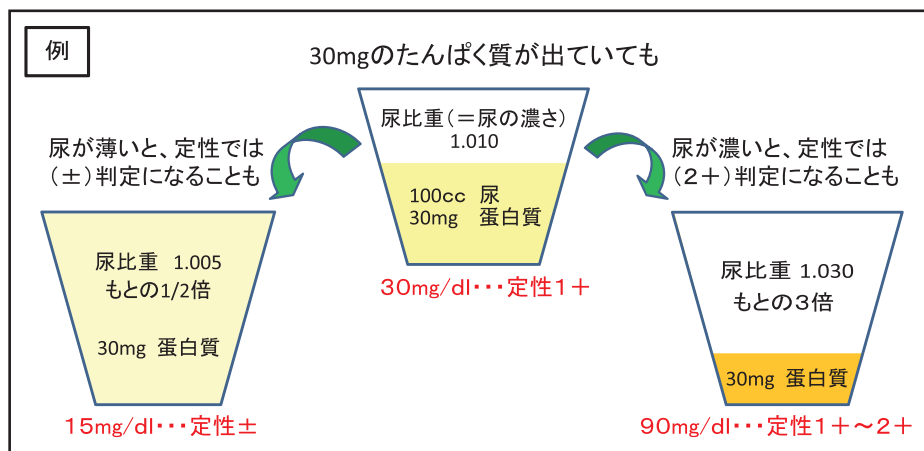 例
30mgのたんぱく質が出ていても
尿が薄いと、定性では
(±)判定になることも
尿比重(＝尿の濃さ)
1.010
100cc 尿
30mg 蛋白質
30mg/dl･･･定性1＋
尿が濃いと、定性では
(2＋)判定になることも
尿比重 1.005
もとの1/2倍
30mg 蛋白質
15mg/dl･･･定性±
尿比重 1.030
もとの3倍
30mg 蛋白質
90mg/dl･･･定性1＋～2＋